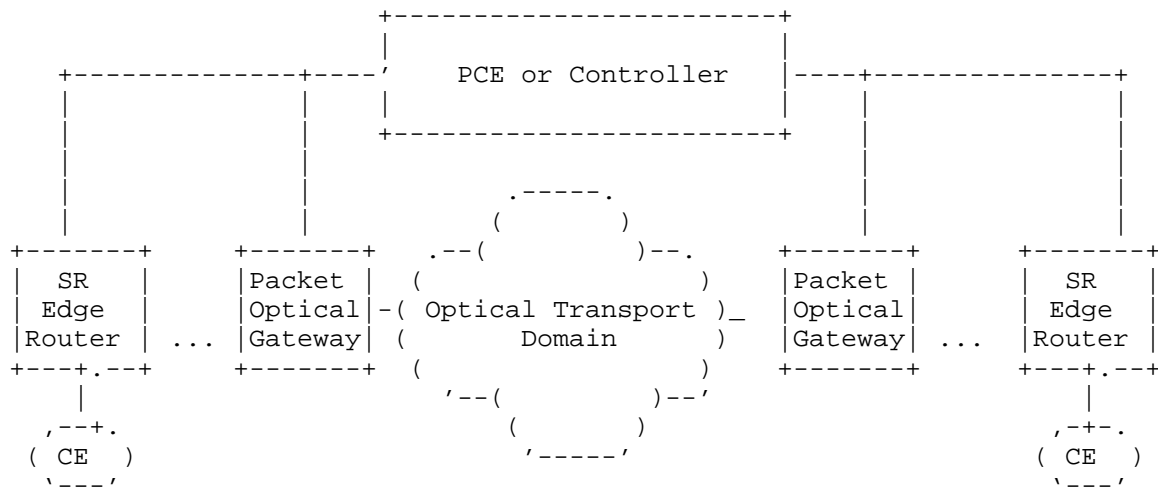 PCE or Controller
SR Packet Packet SR
Edge Optical Optical Transport Optical Edge
Router ... Gateway Domain Gateway ... Router
CE CE